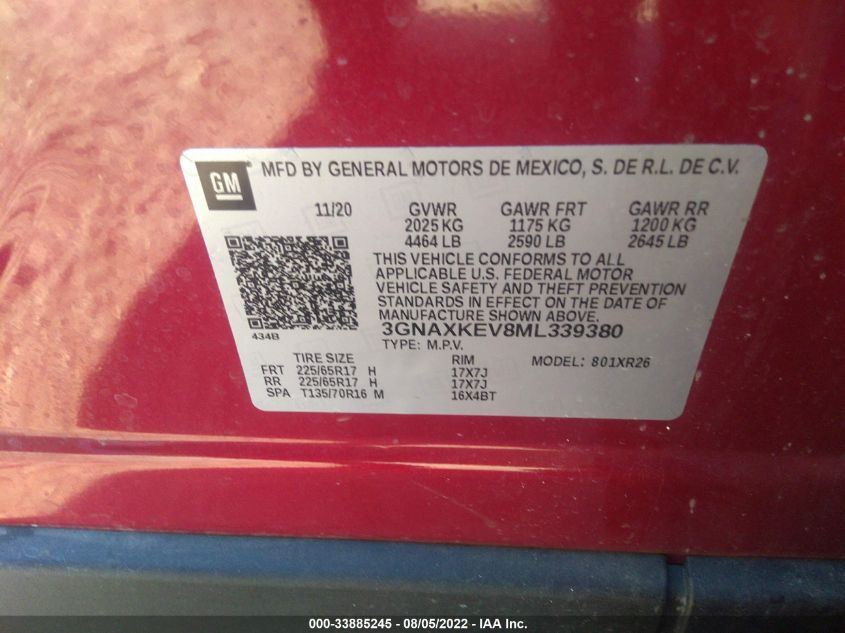 GM MFD BY GENERAL MOTORS DE MEXICO, S. DE R.L. DE C.V.
11/20 GVWR GAWR FRT GAWR RR
2025 KG 1175 KG 1200 KG
4464 LB 2590 LB 2645 LB
THIS VEHICLE CONFORMS TO ALL
APPLICABLE U.S. FEDERAL MOTOR
VEHICLE SAFETY AND THEFT PREVENTION
STANDARDS IN EFFECT ON THE DATE OF
MANUFACTURE SHOWN ABOVE.
434B 3GNAXKEV8ML339380
TYPE: M.P.V.
TIRE SIZE RIM MODEL: 801XR26
FRT 225/65R17 H 17X7J
RR 225/65R17 H 17X7J
SPA T135/70R16 M 16X4BT
000-33885245 - 08/05/2022 - IAA Inc.